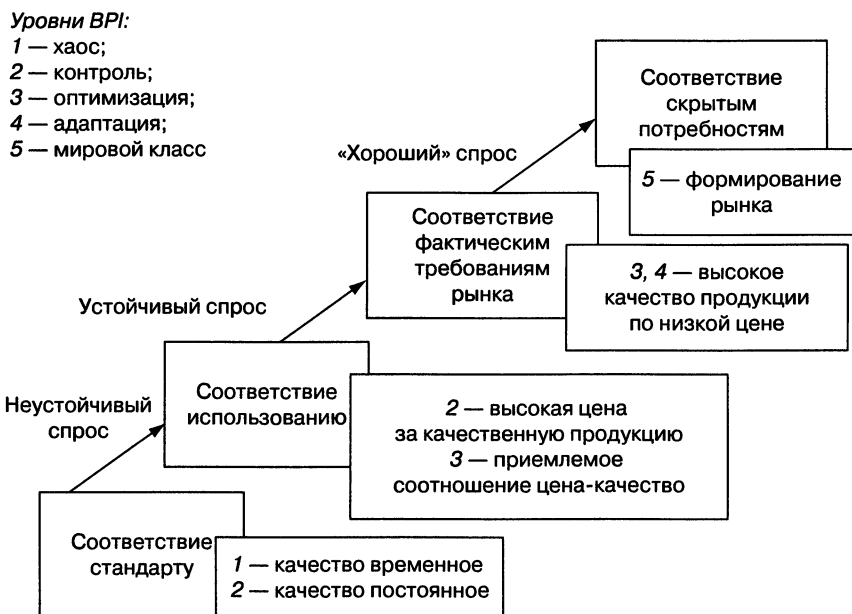 Уровни BPI:
1 — хаос;
2 — контроль;
3 — оптимизация;
4 — адаптация;
5 — мировой класс
Соответствие
скрытым
потребностям
«Хороший» спрос
5 — формирование
рынка
Соответствие
фактическим
требованиям
рынка
3, 4 — высокое
качество продукции
по низкой цене
Устойчивый спрос
Соответствие
использованию
Неустойчивый
спрос
2 — высокая цена
за качественную продукцию
3 — приемлемое
соотношение цена-качество
Соответствие
стандарту
1 — качество временное
2 — качество постоянное